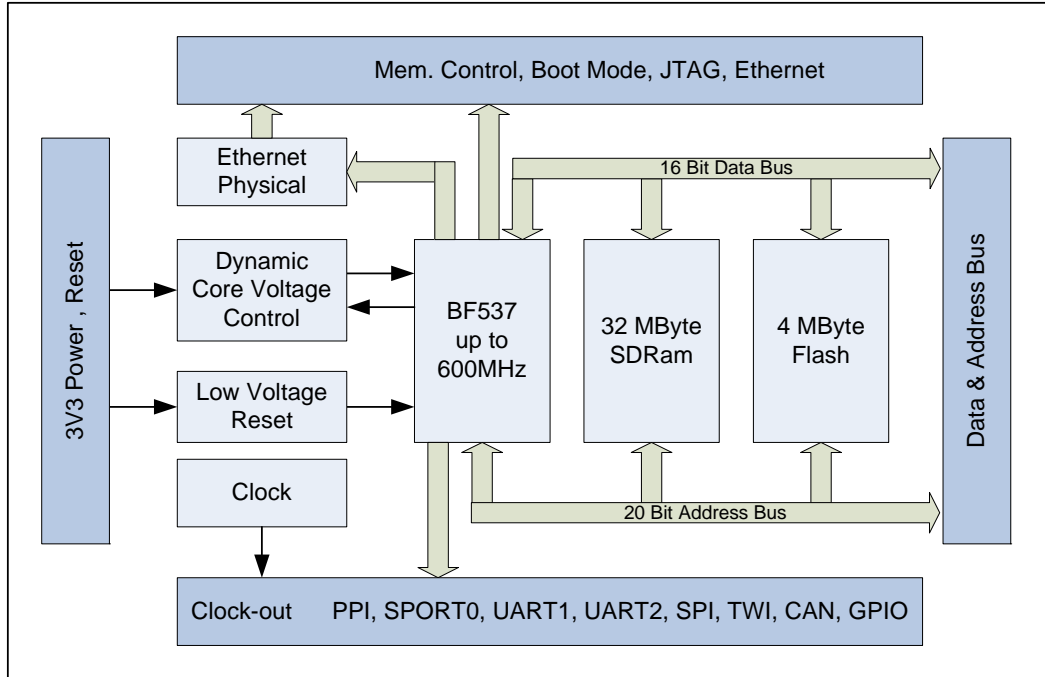 Mem. Control, Boot Mode, JTAG, Ethernet
Ethernet
Physical
16 Bit Data Bus
3V3 Power , Reset
Dynamic
Core Voltage
Control
BF537
up to
600MHz
32 MByte
SDRam
4 MByte
Flash
Data & Address Bus
Low Voltage
Reset
Clock
20 Bit Address Bus
Clock-out PPI, SPORT0, UART1, UART2, SPI, TWI, CAN, GPIO